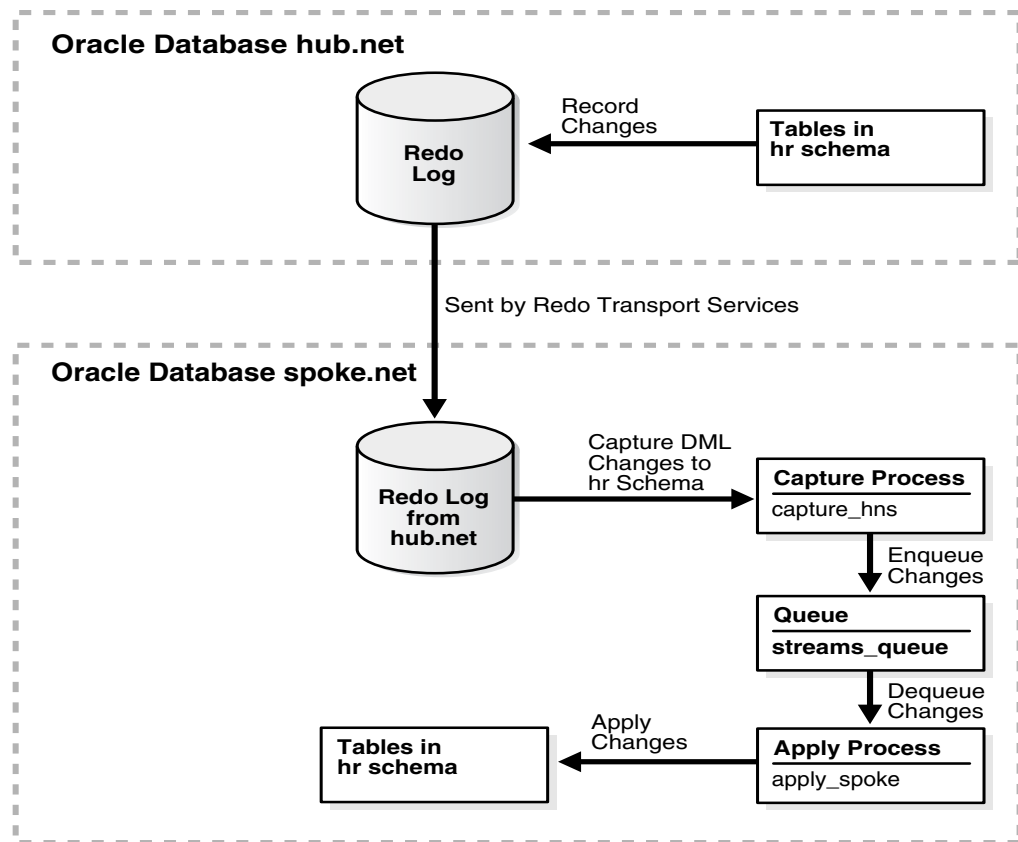 Oracle Database hub.net
Record
Changes
Tables in
hr schema
Redo
Log
Sent by Redo Transport Services
Oracle Database spoke.net
Capture DML
Changes to
hr Schema
Redo Log
from
hub.net
Capture Process
capture_hns
Enqueue
Changes
Queue
streams_queue
Dequeue
Changes
Apply
Changes
Tables in
hr schema
Apply Process
apply_spoke